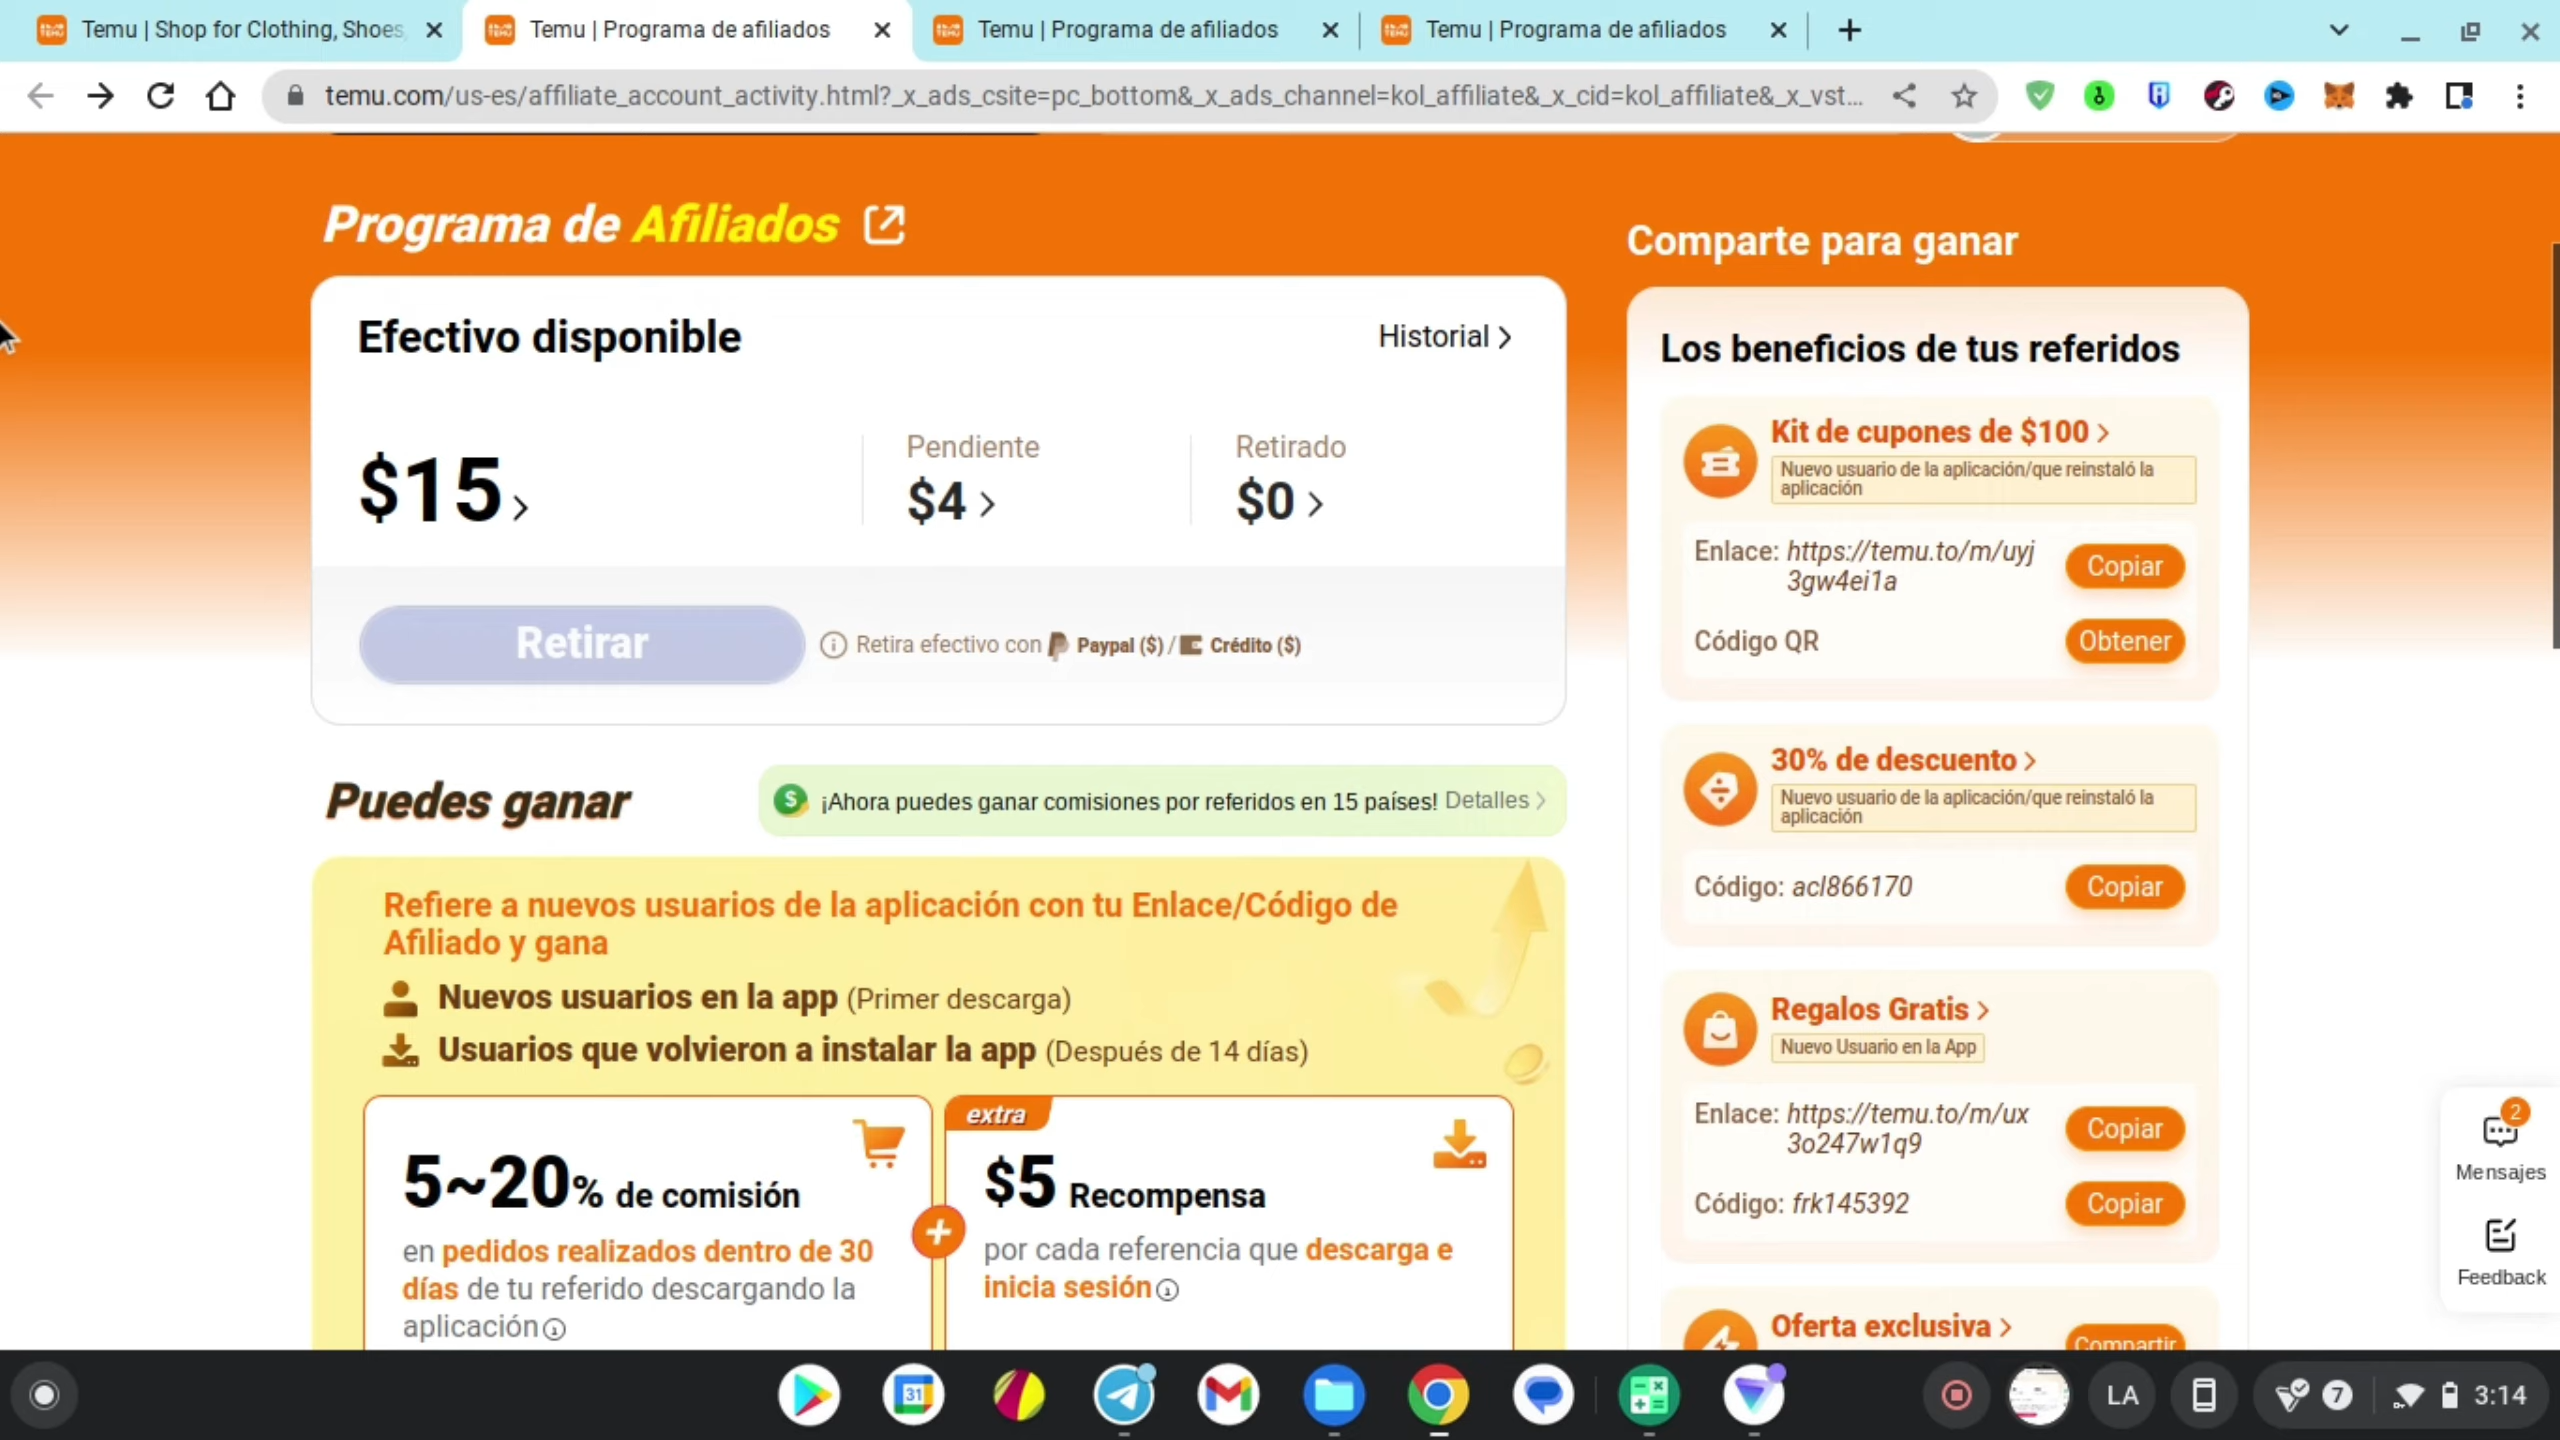 Temu | Shop for Clothing, Shoes,
Temu | Programa de afiliados
Temu | Programa de afiliados
Temu | Programa de afiliados
temu.com/us-es/affiliate_account_activity.html?_x_ads_csite=pc_bottom&_x_ads_channel=kol_affiliate&_x_cid=kol_affiliate&_x_vst...
Programa de Afiliados
Efectivo disponible
Historial >
$15 >
Pendiente
$4 >
Retirado
$0 >
Retirar
Retira efectivo con Paypal ($) / Crédito ($)
Puedes ganar
¡Ahora puedes ganar comisiones por referidos en 15 países! Detalles >
Refiere a nuevos usuarios de la aplicación con tu Enlace/Código de
Afiliado y gana
Nuevos usuarios en la app (Primer descarga)
Usuarios que volvieron a instalar la app (Después de 14 días)
5~20% de comisión
en pedidos realizados dentro de 30
días de tu referido descargando la
aplicación
extra
$5 Recompensa
por cada referencia que descarga e
inicia sesión
Comparte para ganar
Los beneficios de tus referidos
Kit de cupones de $100 >
Nuevo usuario de la aplicación/que reinstaló la
aplicación
Enlace: https://temu.to/m/uyj
3gw4ei1a
Copiar
Código QR
Obtener
30% de descuento >
Nuevo usuario de la aplicación/que reinstaló la
aplicación
Código: acl866170
Copiar
Regalos Gratis >
Nuevo Usuario en la App
Enlace: https://temu.to/m/ux
3o247w1q9
Copiar
Código: frk145392
Copiar
Oferta exclusiva >
Compartir
2
Mensajes
Feedback
31
LA
7
3:14